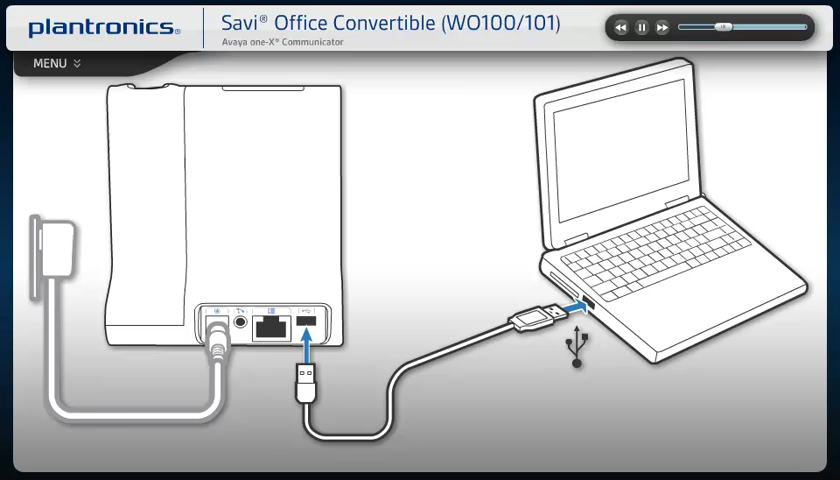 plantronics®
Savi® Office Convertible (WO100/101)
Avaya one-X® Communicator
MENU